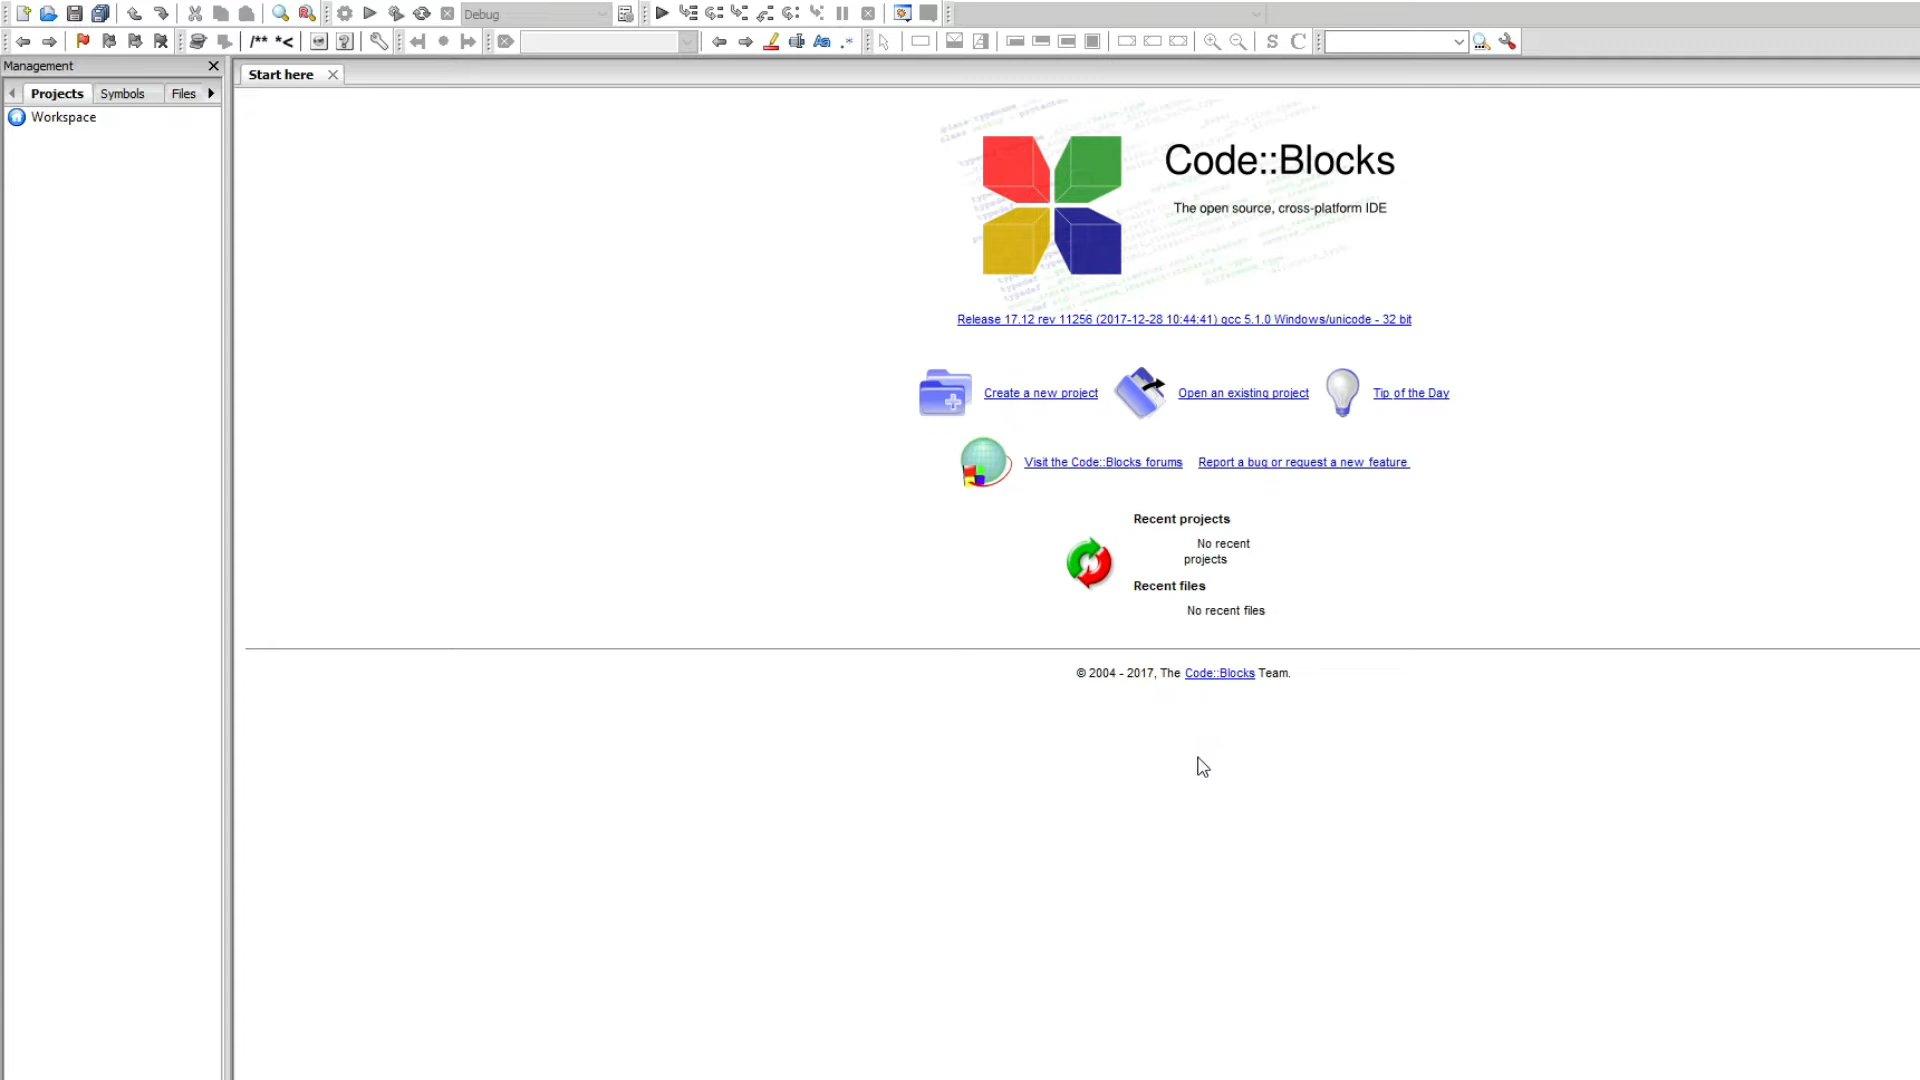 Debug
/** *<
S C
Management
Start here
Projects Symbols Files
Workspace
Code::Blocks
The open source, cross-platform IDE
Release 17.12 rev 11256 (2017-12-28 10:44:41) gcc 5.1.0 Windows/unicode - 32 bit
Create a new project Open an existing project Tip of the Day
Visit the Code::Blocks forums Report a bug or request a new feature
Recent projects
No recent
projects
Recent files
No recent files
© 2004 - 2017, The Code::Blocks Team.